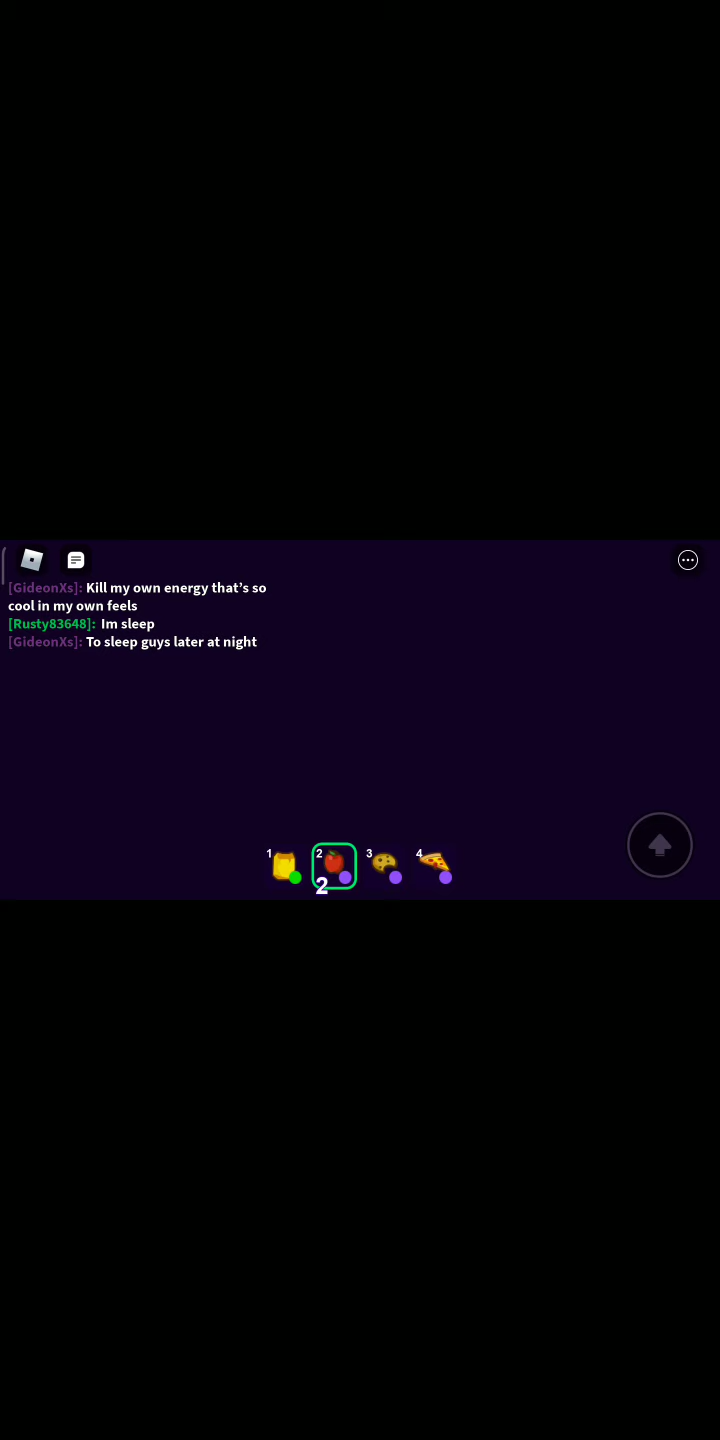 [GideonXs]: Kill my own energy that’s so
cool in my own feels
[Rusty83648]: Im sleep
[GideonXs]: To sleep guys later at night
1 2 3 4
2